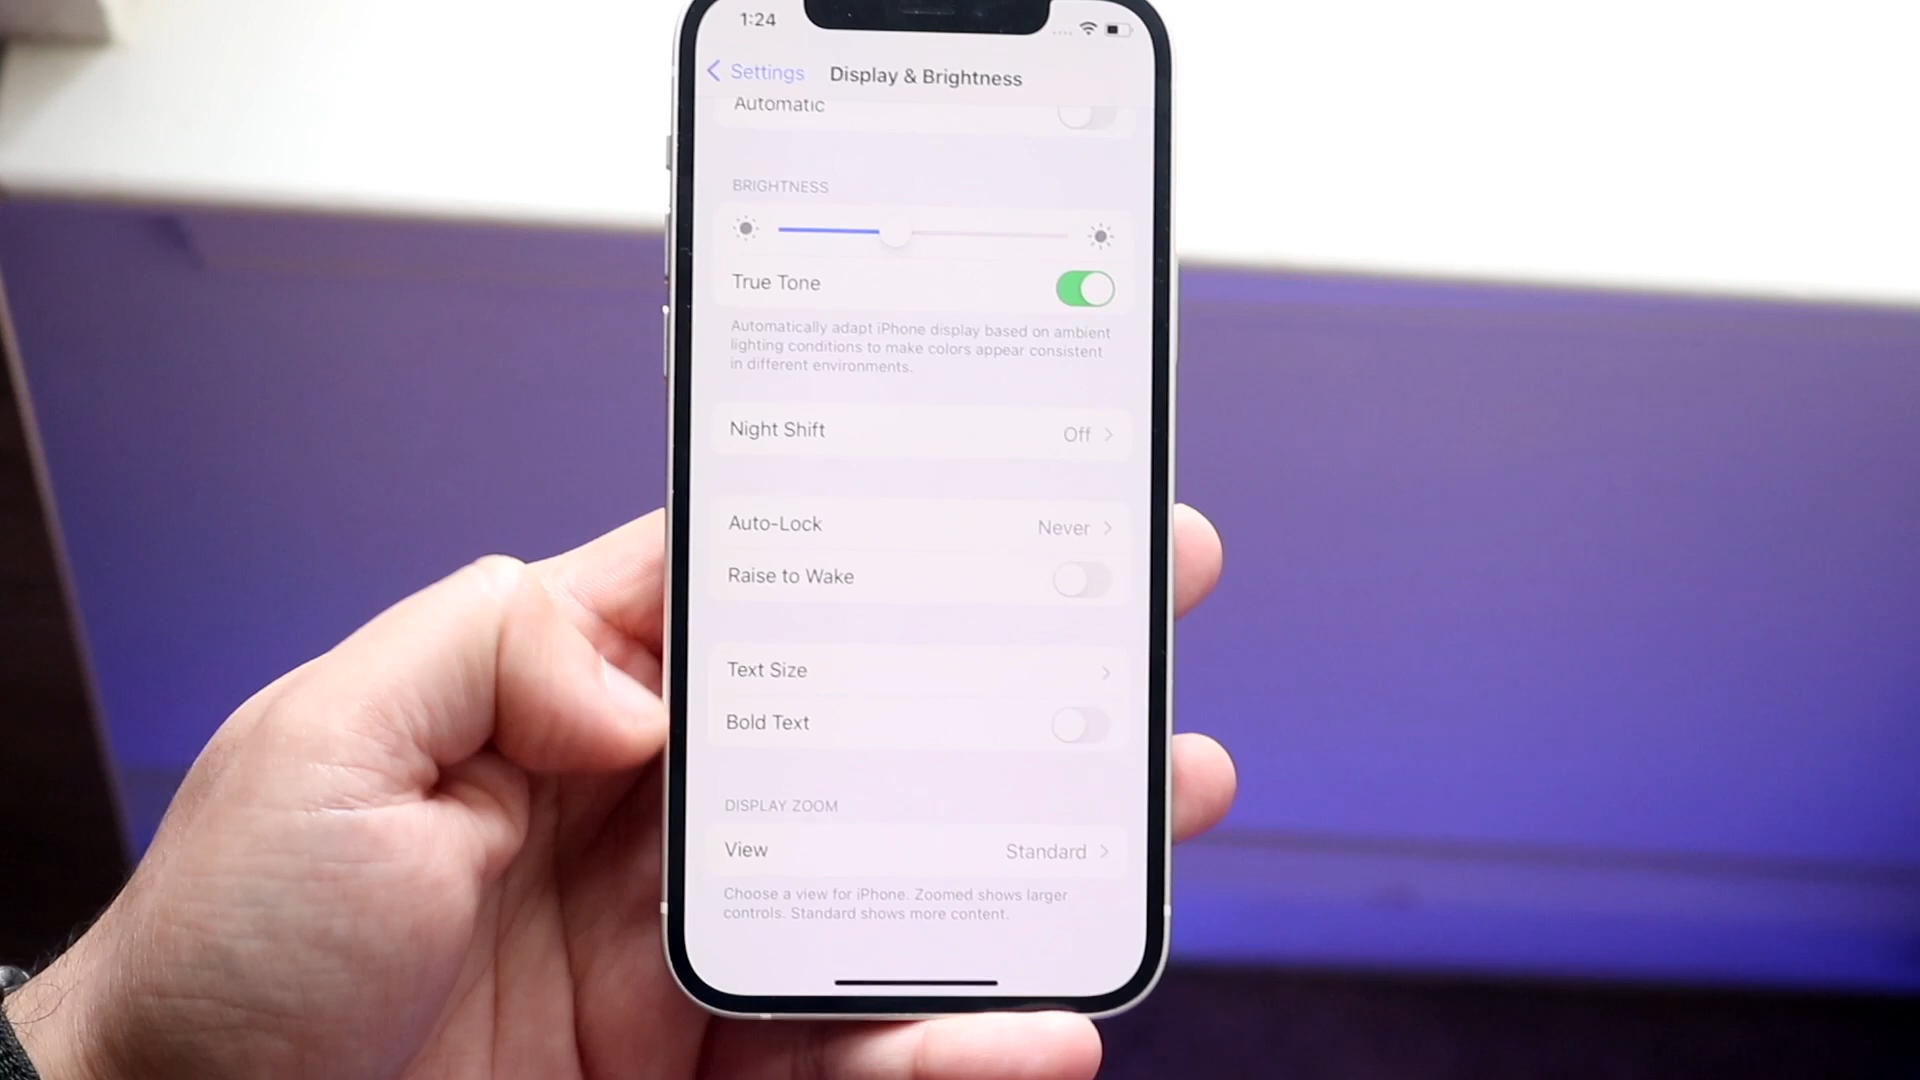 1:24
Settings
Display & Brightness
Automatic
BRIGHTNESS
True Tone
Automatically adapt iPhone display based on ambient
lighting conditions to make colors appear consistent
in different environments.
Night Shift
Off
Auto-Lock
Never
Raise to Wake
Text Size
Bold Text
DISPLAY ZOOM
View
Standard
Choose a view for iPhone. Zoomed shows larger
controls. Standard shows more content.